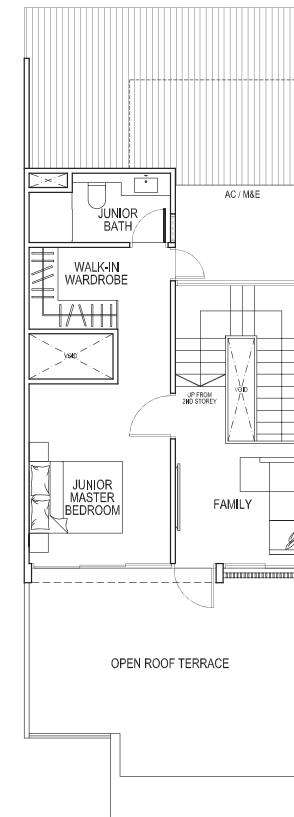 AC / M&E
JUNIOR
BATH
WALK-IN
WARDROBE
VOID
UP FROM
2ND STOREY
VOID
JUNIOR
MASTER
BEDROOM
FAMILY
OPEN ROOF TERRACE